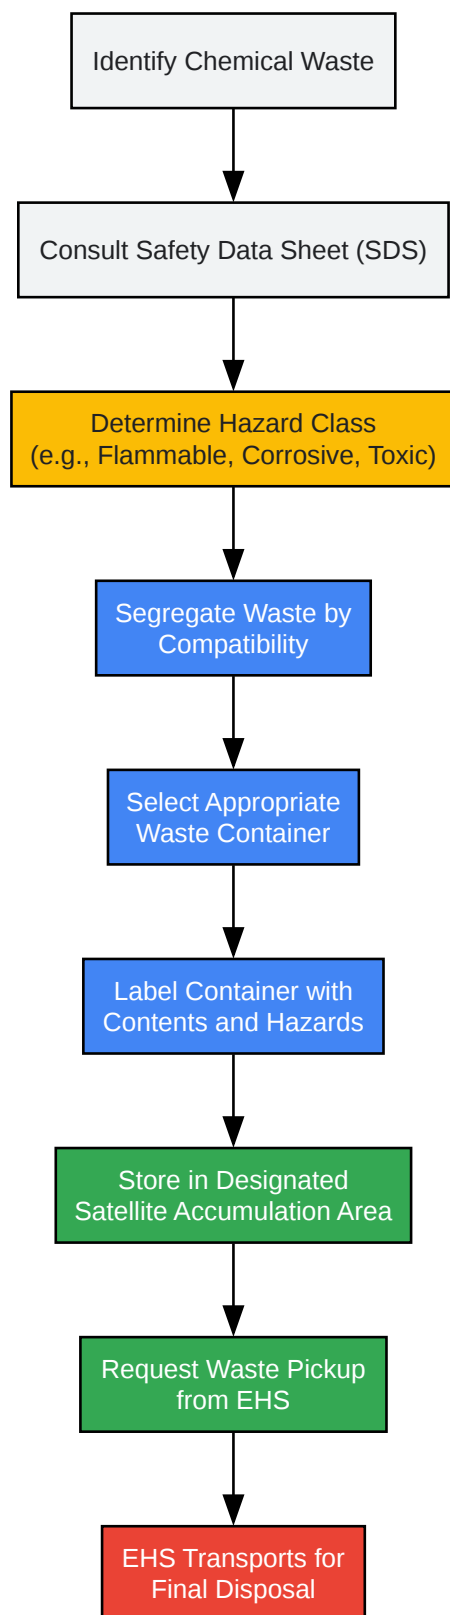 Identify Chemical Waste
Consult Safety Data Sheet (SDS)
Determine Hazard Class
(e.g., Flammable, Corrosive, Toxic)
Segregate Waste by
Compatibility
Select Appropriate
Waste Container
Label Container with
Contents and Hazards
Store in Designated
Satellite Accumulation Area
Request Waste Pickup
from EHS
EHS Transports for
Final Disposal